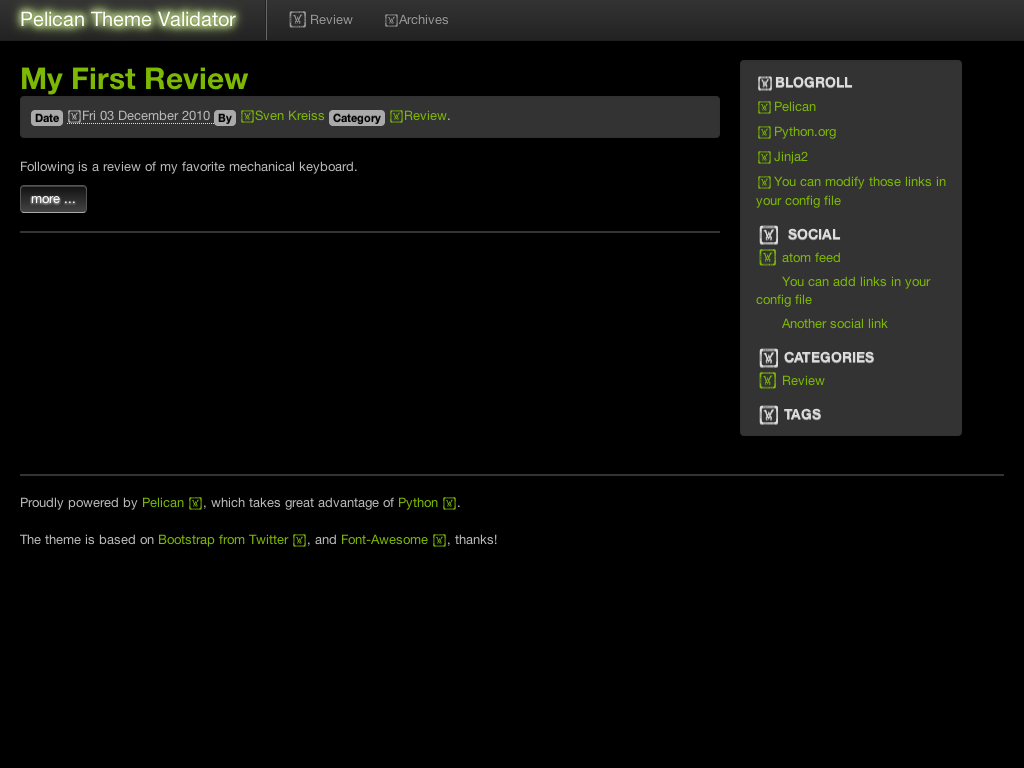 Pelican Theme Validator
Review
Archives
My First Review
Date Fri 03 December 2010 By Sven Kreiss Category Review.
Following is a review of my favorite mechanical keyboard.
more ...
BLOGROLL
Pelican
Python.org
Jinja2
You can modify those links in
your config file
SOCIAL
atom feed
You can add links in your
config file
Another social link
CATEGORIES
Review
TAGS
Proudly powered by Pelican , which takes great advantage of Python .
The theme is based on Bootstrap from Twitter , and Font-Awesome , thanks!